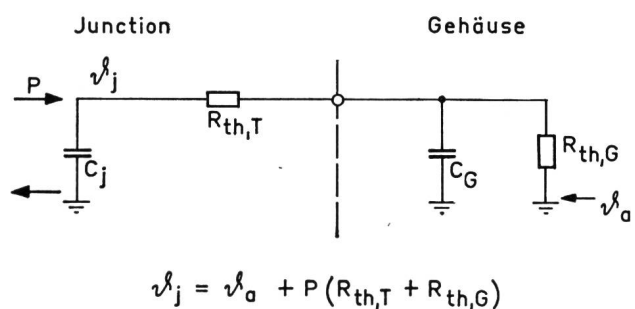 Junction Gehäuse
P ϑj
Rth,T
Cj CG Rth,G
ϑa
ϑj = ϑa + P(Rth,T + Rth,G)